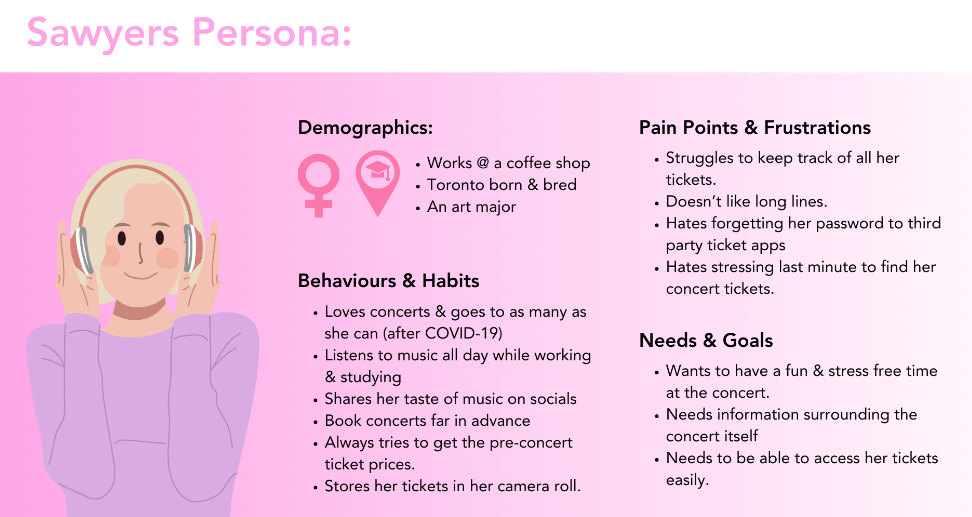 Sawyers Persona:
Demographics:
• Works @ a coffee shop
• Toronto born & bred
• An art major
Behaviours & Habits
• Loves concerts & goes to as many as
she can (after COVID-19)
• Listens to music all day while working
& studying
• Shares her taste of music on socials
• Book concerts far in advance
• Always tries to get the pre-concert
ticket prices.
• Stores her tickets in her camera roll.
Pain Points & Frustrations
• Struggles to keep track of all her
tickets.
• Doesn’t like long lines.
• Hates forgetting her password to third
party ticket apps
• Hates stressing last minute to find her
concert tickets.
Needs & Goals
• Wants to have a fun & stress free time
at the concert.
• Needs information surrounding the
concert itself
• Needs to be able to access her tickets
easily.